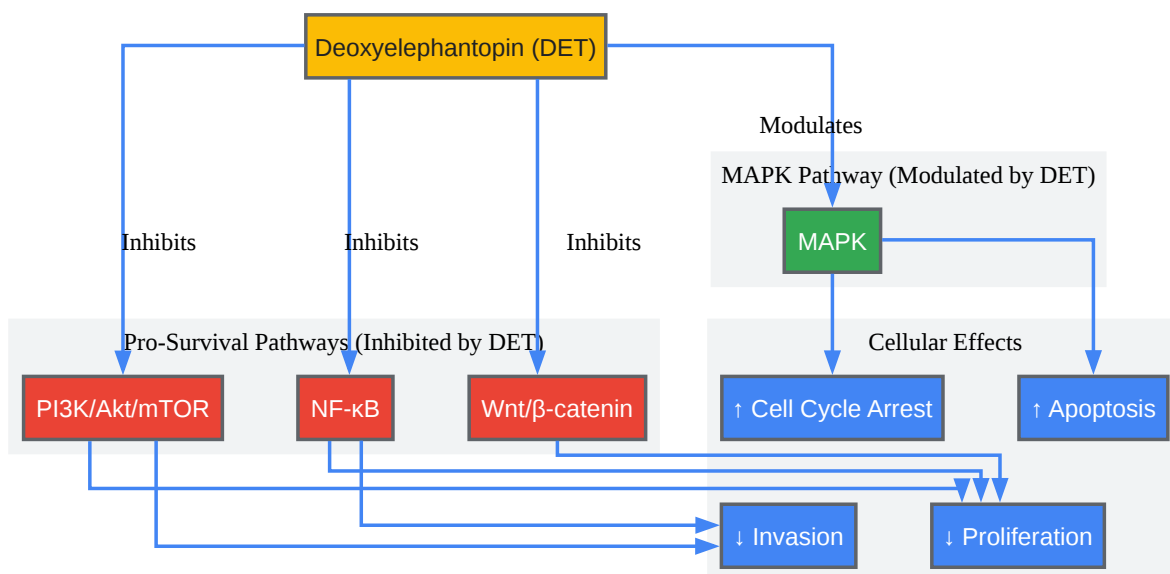 Deoxyelephantopin (DET)
Modulates
MAPK Pathway (Modulated by DET)
MAPK
Inhibits
Inhibits
Inhibits
Pro-Survival Pathways (Inhibited by DET)
PI3K/Akt/mTOR
NF-κB
Wnt/β-catenin
Cellular Effects
↑ Cell Cycle Arrest
↑ Apoptosis
↓ Invasion
↓ Proliferation